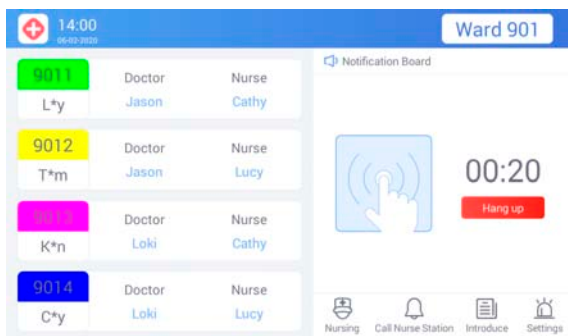 14:00
06-02-2020
Ward 901
9011
L*y
Doctor
Jason
Nurse
Cathy
9012
T*m
Doctor
Jason
Nurse
Lucy
9013
K*n
Doctor
Loki
Nurse
Cathy
9014
C*y
Doctor
Loki
Nurse
Lucy
Notification Board
00:20
Hang up
Nursing
Call Nurse Station
Introduce
Settings